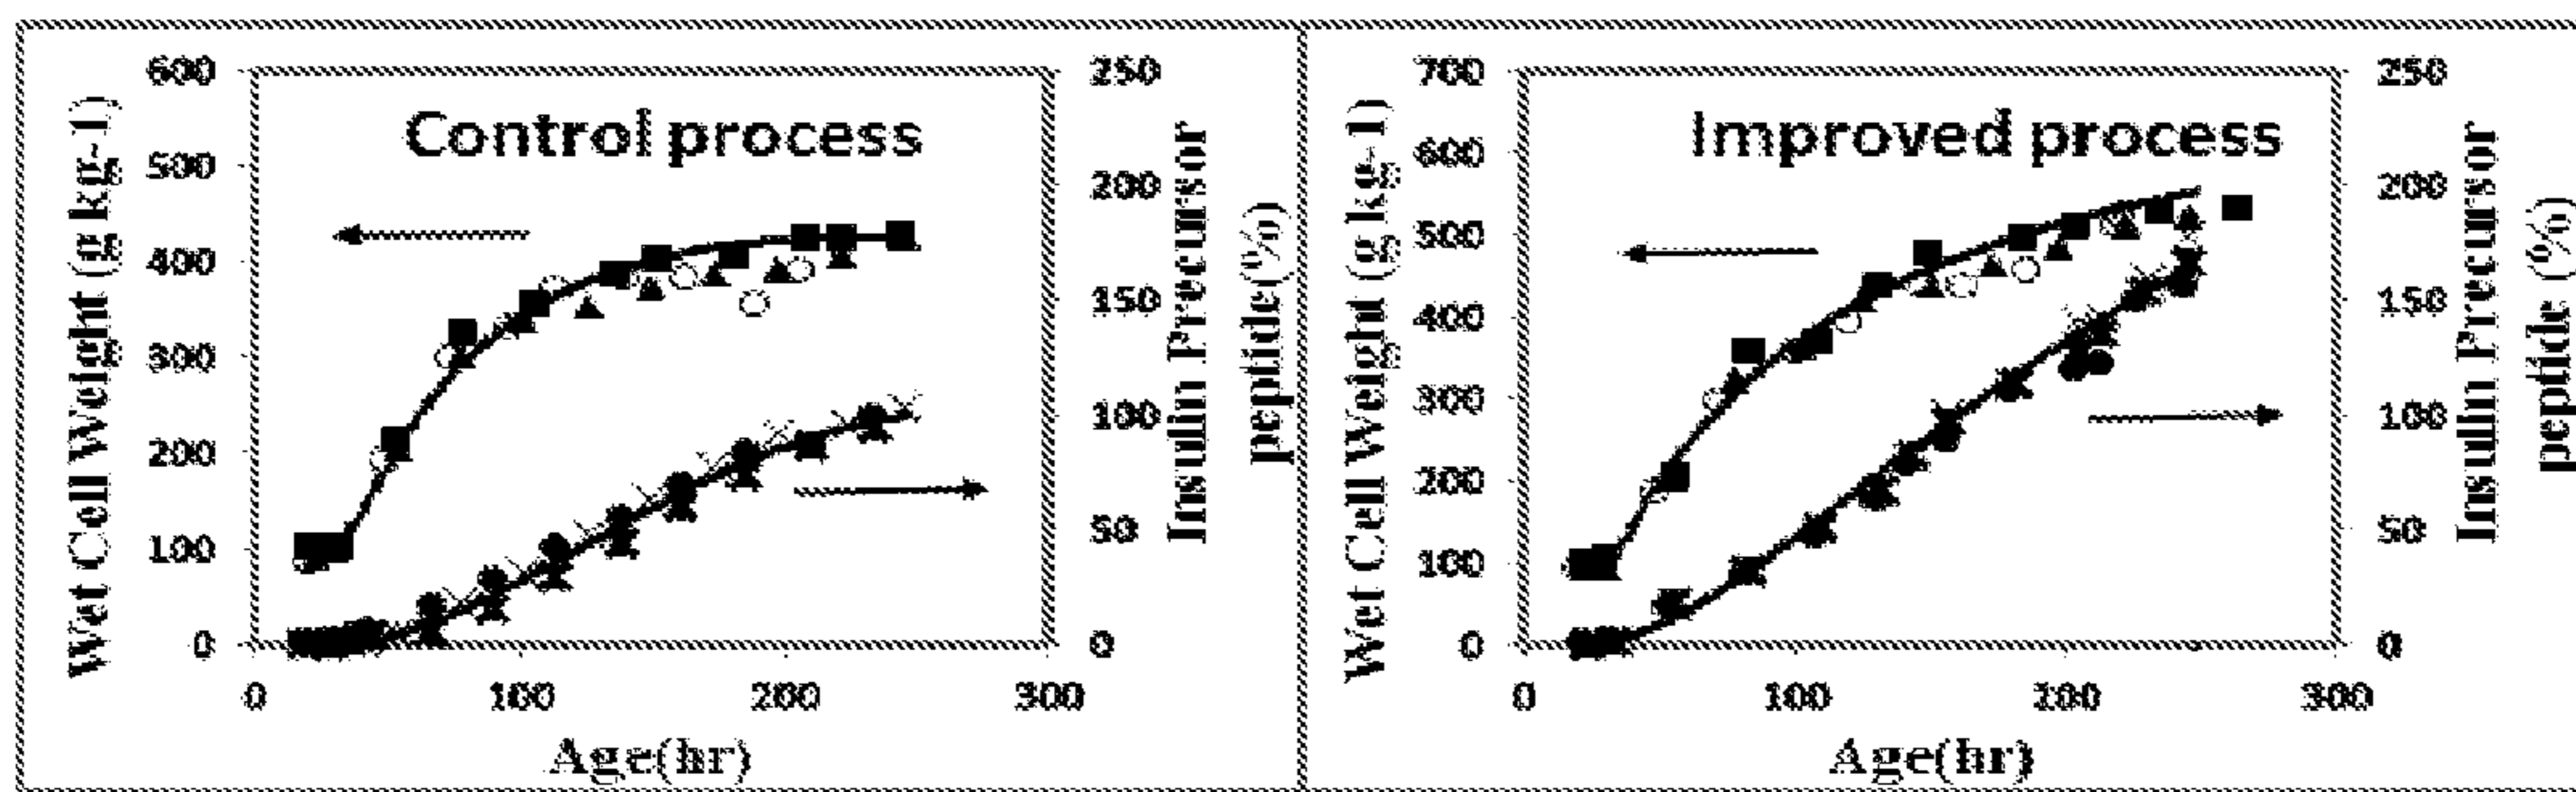 Control process
Wet Cell Weight (g kg-1)
600
500
400
300
200
100
0
250
200
150
100
50
0
Insulin Precursor
peptide(%)
0 100 200 300
Age(hr)
Improved process
Wet Cell Weight (g kg-1)
700
600
500
400
300
200
100
0
250
200
150
100
50
0
Insulin Precursor
peptide (%)
0 100 200 300
Age(hr)